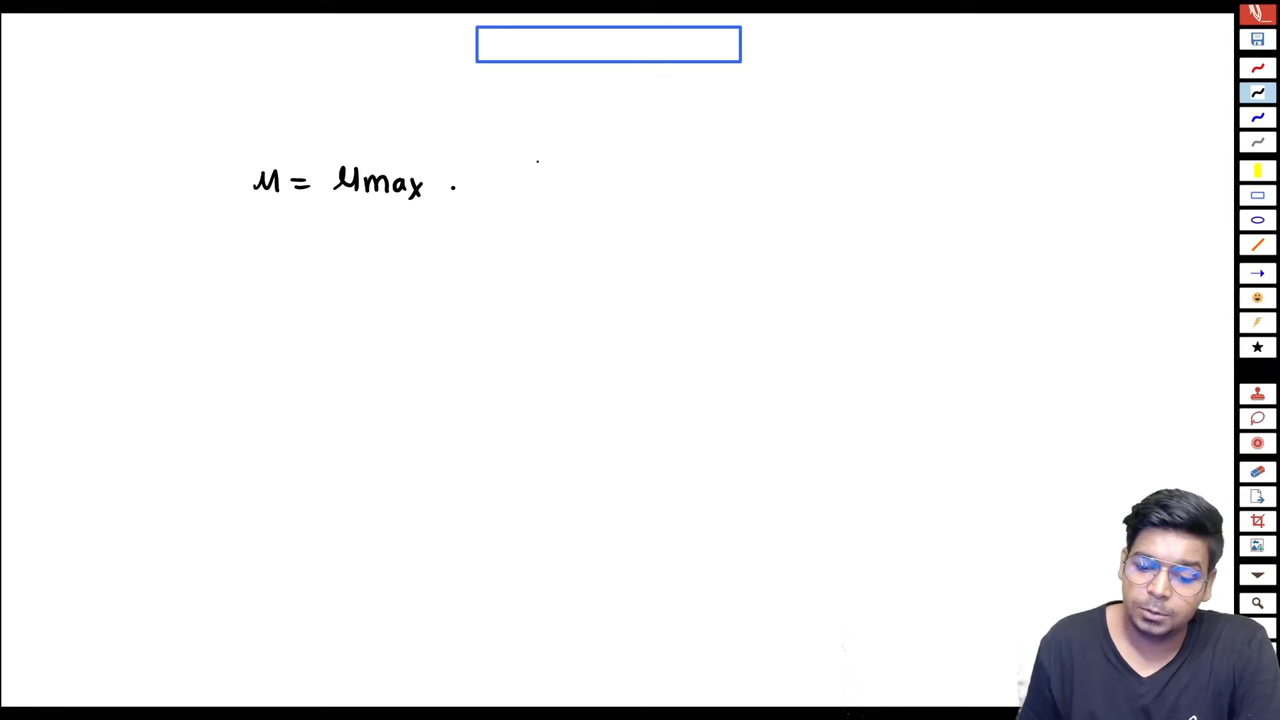 μ = μmax .